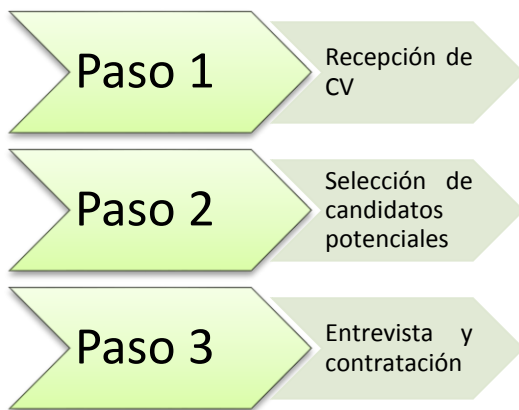 Paso 1
Recepción de
CV
Paso 2
Selección de
candidatos
potenciales
Paso 3
Entrevista y
contratación